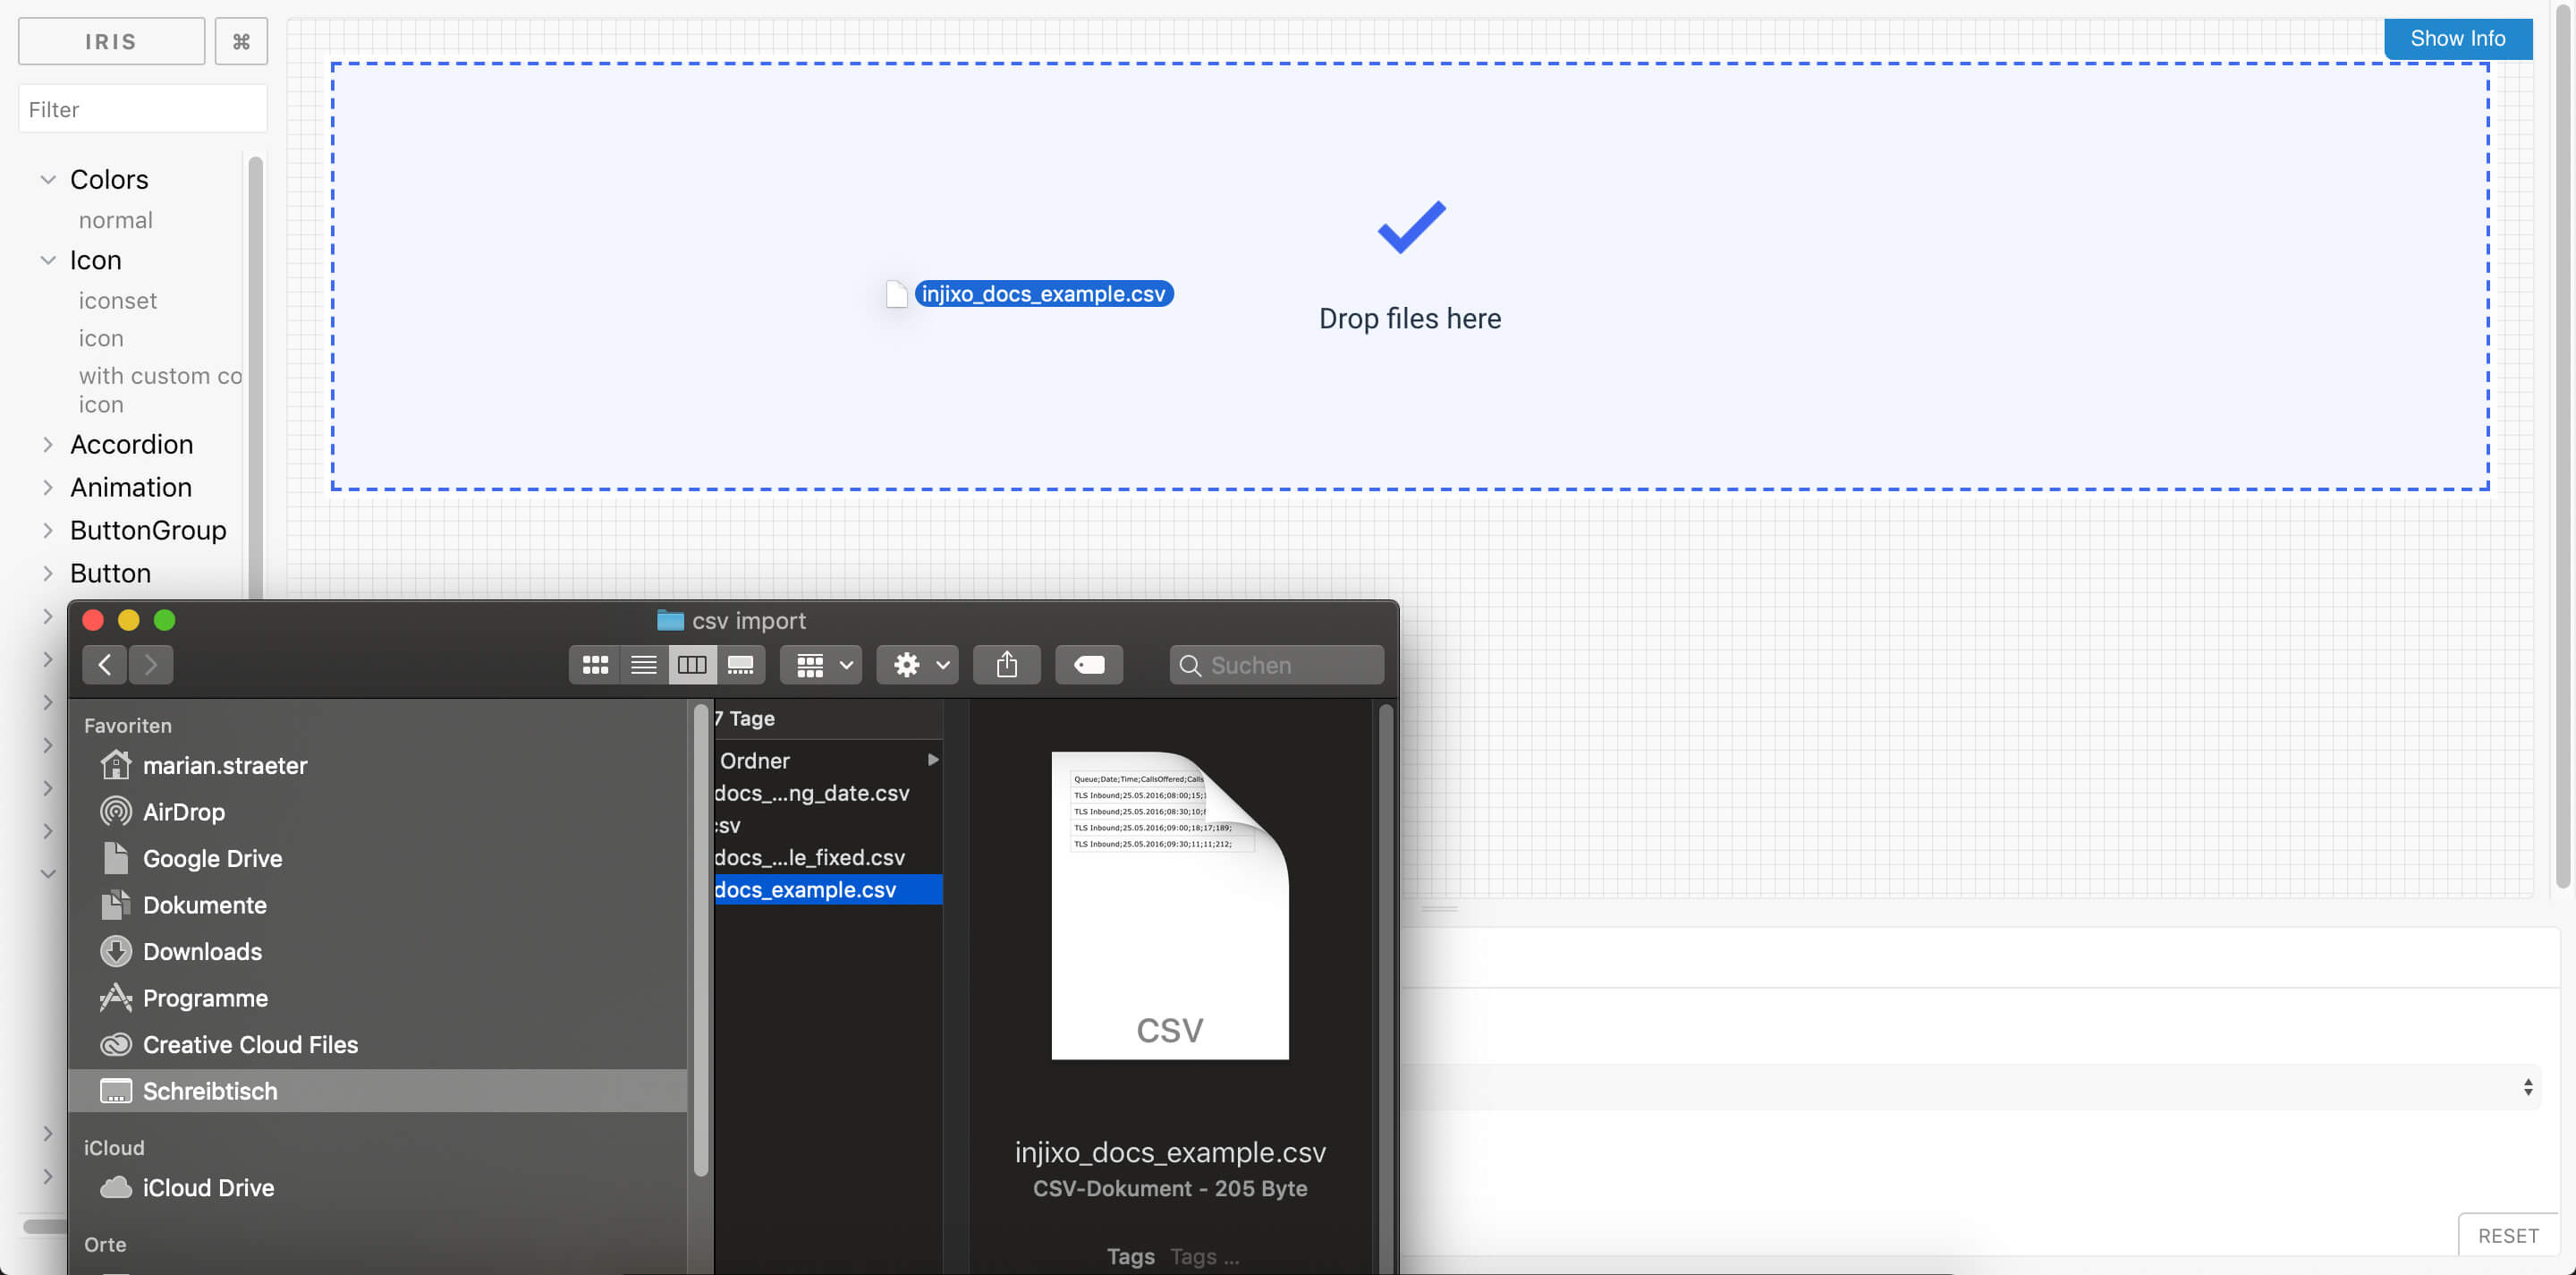 IRIS ⌘
Filter
Colors
normal
Icon
iconset
icon
with custom co
icon
Accordion
Animation
ButtonGroup
Button
Show Info
injixo_docs_example.csv
Drop files here
csv import
Suchen
Favoriten
marian.straeter
AirDrop
Google Drive
Dokumente
Downloads
Programme
Creative Cloud Files
Schreibtisch
iCloud
iCloud Drive
Orte
7 Tage
Ordner
docs_...ng_date.csv
csv
docs_...le_fixed.csv
docs_example.csv
Queue;Date;Time;CallsOffered;Calls
TLS Inbound;25.05.2016;08:00;15;1
TLS Inbound;25.05.2016;08:30;10;8
TLS Inbound;25.05.2016;09:00;18;17;189;
TLS Inbound;25.05.2016;09:30;11;11;212;
CSV
injixo_docs_example.csv
CSV-Dokument - 205 Byte
Tags Tags ...
RESET